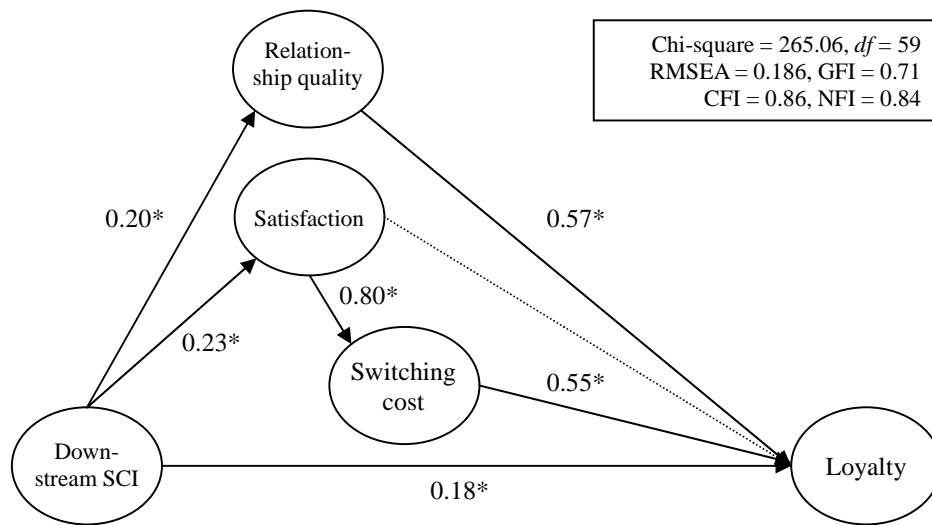 Relation-
ship quality
Chi-square = 265.06, df = 59
RMSEA = 0.186, GFI = 0.71
CFI = 0.86, NFI = 0.84
0.20*
Satisfaction
0.57*
0.80*
0.23*
Switching
cost
0.55*
Down-
stream SCI
0.18*
Loyalty